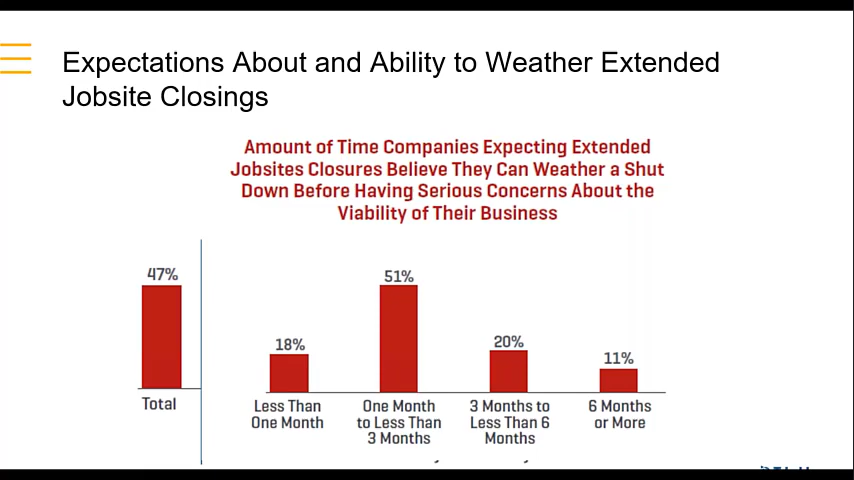 Expectations About and Ability to Weather Extended
Jobsite Closings
Amount of Time Companies Expecting Extended
Jobsites Closures Believe They Can Weather a Shut
Down Before Having Serious Concerns About the
Viability of Their Business
47%
Total
18%
51%
20%
11%
Less Than
One Month
One Month
to Less Than
3 Months
3 Months to
Less Than 6
Months
6 Months
or More